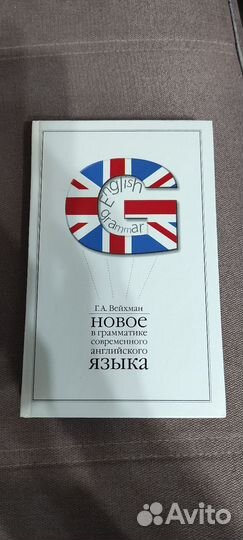 English
grammar
Г. А. Вейхман
НОВОЕ
в грамматике
современного
английского
ЯЗЫКА
Avito